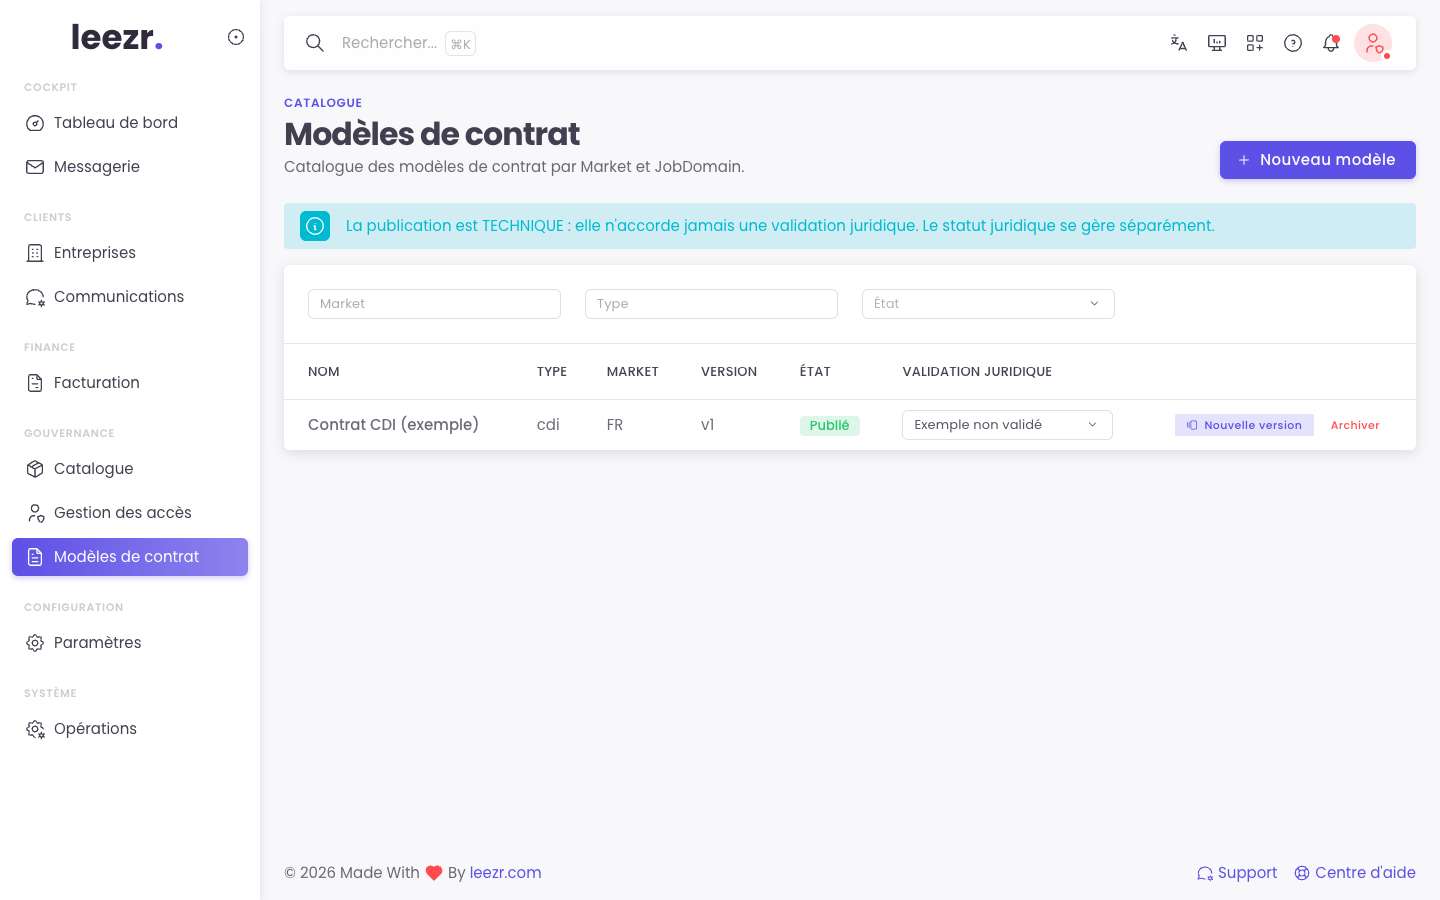 leezr.
COCKPIT
Tableau de bord
Messagerie
CLIENTS
Entreprises
Communications
FINANCE
Facturation
GOUVERNANCE
Catalogue
Gestion des accès
Modèles de contrat
CONFIGURATION
Paramètres
SYSTÈME
Opérations
Rechercher... ⌘K
CATALOGUE
Modèles de contrat
Catalogue des modèles de contrat par Market et JobDomain.
+ Nouveau modèle
La publication est TECHNIQUE : elle n'accorde jamais une validation juridique. Le statut juridique se gère séparément.
Market Type État
NOM TYPE MARKET VERSION ÉTAT VALIDATION JURIDIQUE
Contrat CDI (exemple) cdi FR v1 Publié Exemple non validé Nouvelle version Archiver
© 2026 Made With By leezr.com Support Centre d'aide